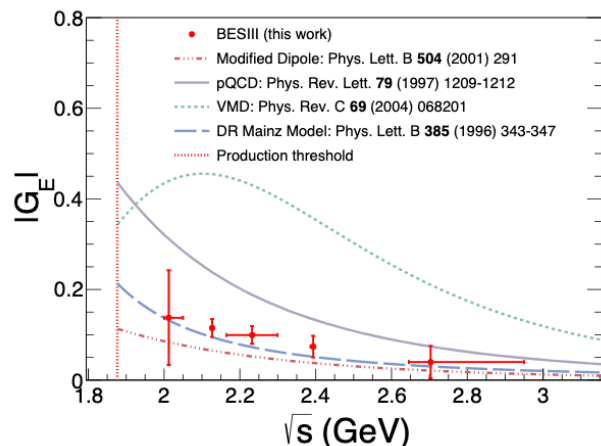 0.8
0.6
0.4
0.2
0
|G_E|
BESIII (this work)
Modified Dipole: Phys. Lett. B 504 (2001) 291
pQCD: Phys. Rev. Lett. 79 (1997) 1209-1212
VMD: Phys. Rev. C 69 (2004) 068201
DR Mainz Model: Phys. Lett. B 385 (1996) 343-347
Production threshold
1.8 2 2.2 2.4 2.6 2.8 3
√s (GeV)